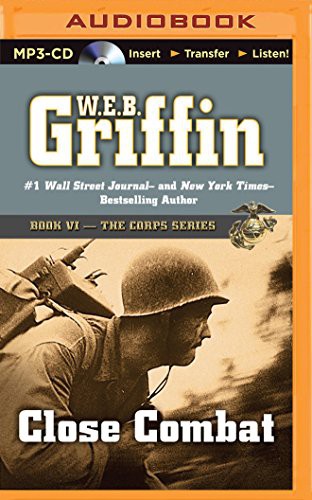 AUDIOBOOK
MP3-CD Insert ► Transfer ► Listen!
W.E.B.
Griffin
#1 Wall Street Journal– and New York Times–
Bestselling Author
BOOK VI — THE CORPS SERIES
Close Combat